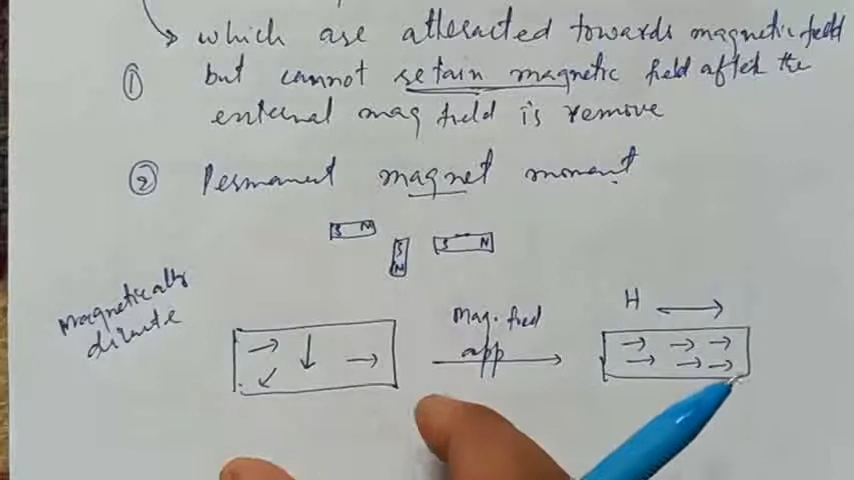 which are atteracted towards magnetic field
① but cannot retain magnetic field after the
external mag field is remove
② Permanent magnet moment
S N
S N
S N
Magnetically
dilute
Mag. field
app
H